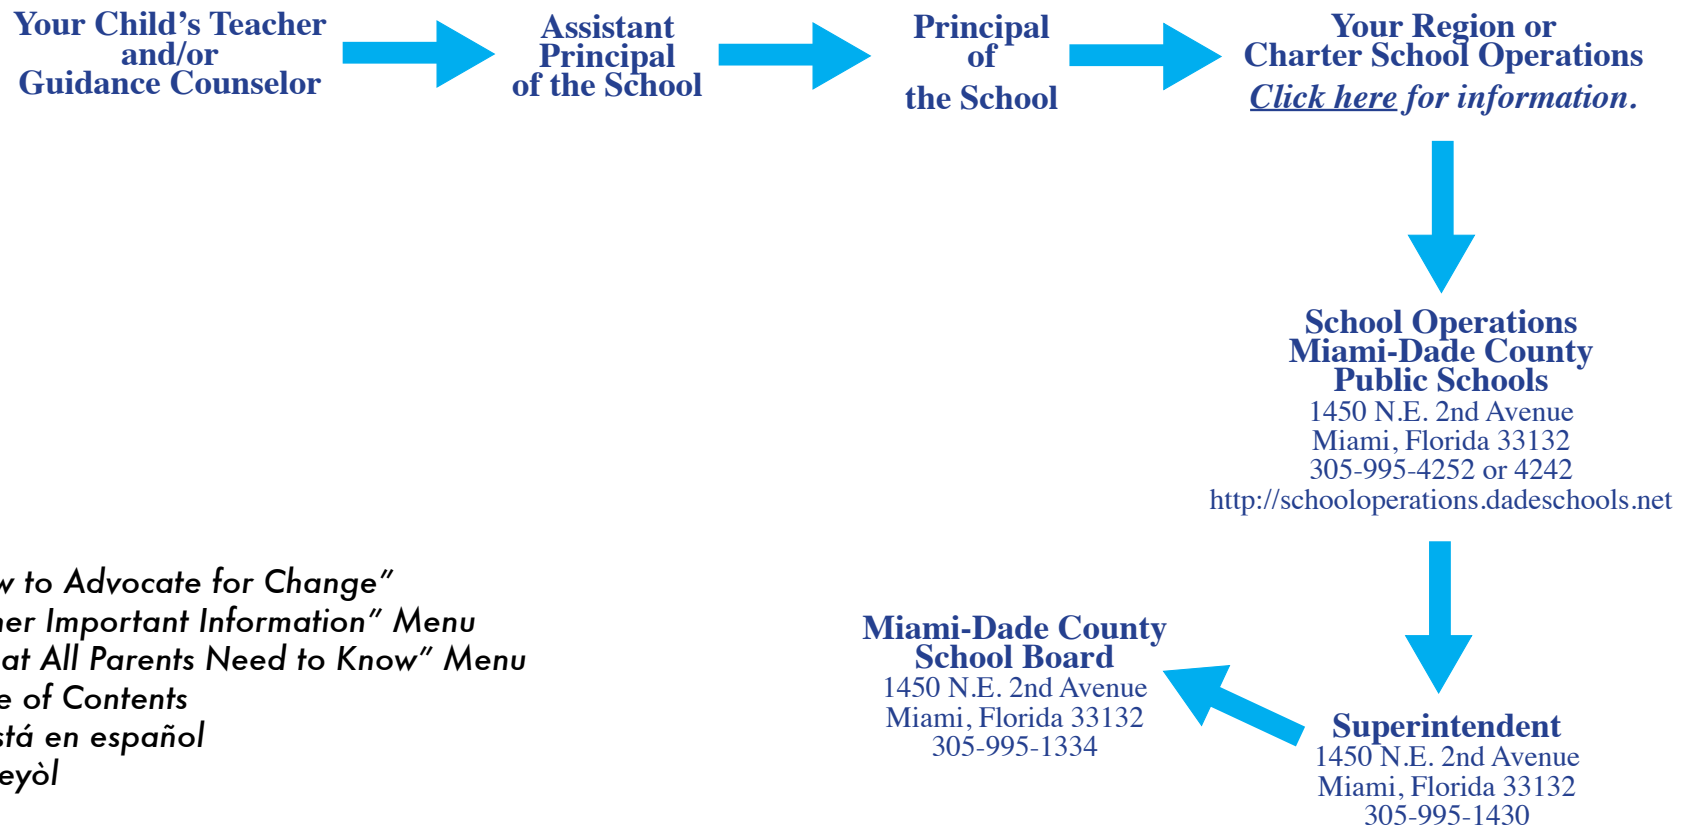 Your Child’s Teacher
and/or
Guidance Counselor
Assistant
Principal
of the School
Principal
of
the School
Your Region or
Charter School Operations
Click here for information.
School Operations
Miami-Dade County
Public Schools
1450 N.E. 2nd Avenue
Miami, Florida 33132
305-995-4252 or 4242
http://schooloperations.dadeschools.net
Superintendent
1450 N.E. 2nd Avenue
Miami, Florida 33132
305-995-1430
Miami-Dade County
School Board
1450 N.E. 2nd Avenue
Miami, Florida 33132
305-995-1334
to Advocate for Change”
Important Information” Menu
All Parents Need to Know” Menu
of Contents
en español